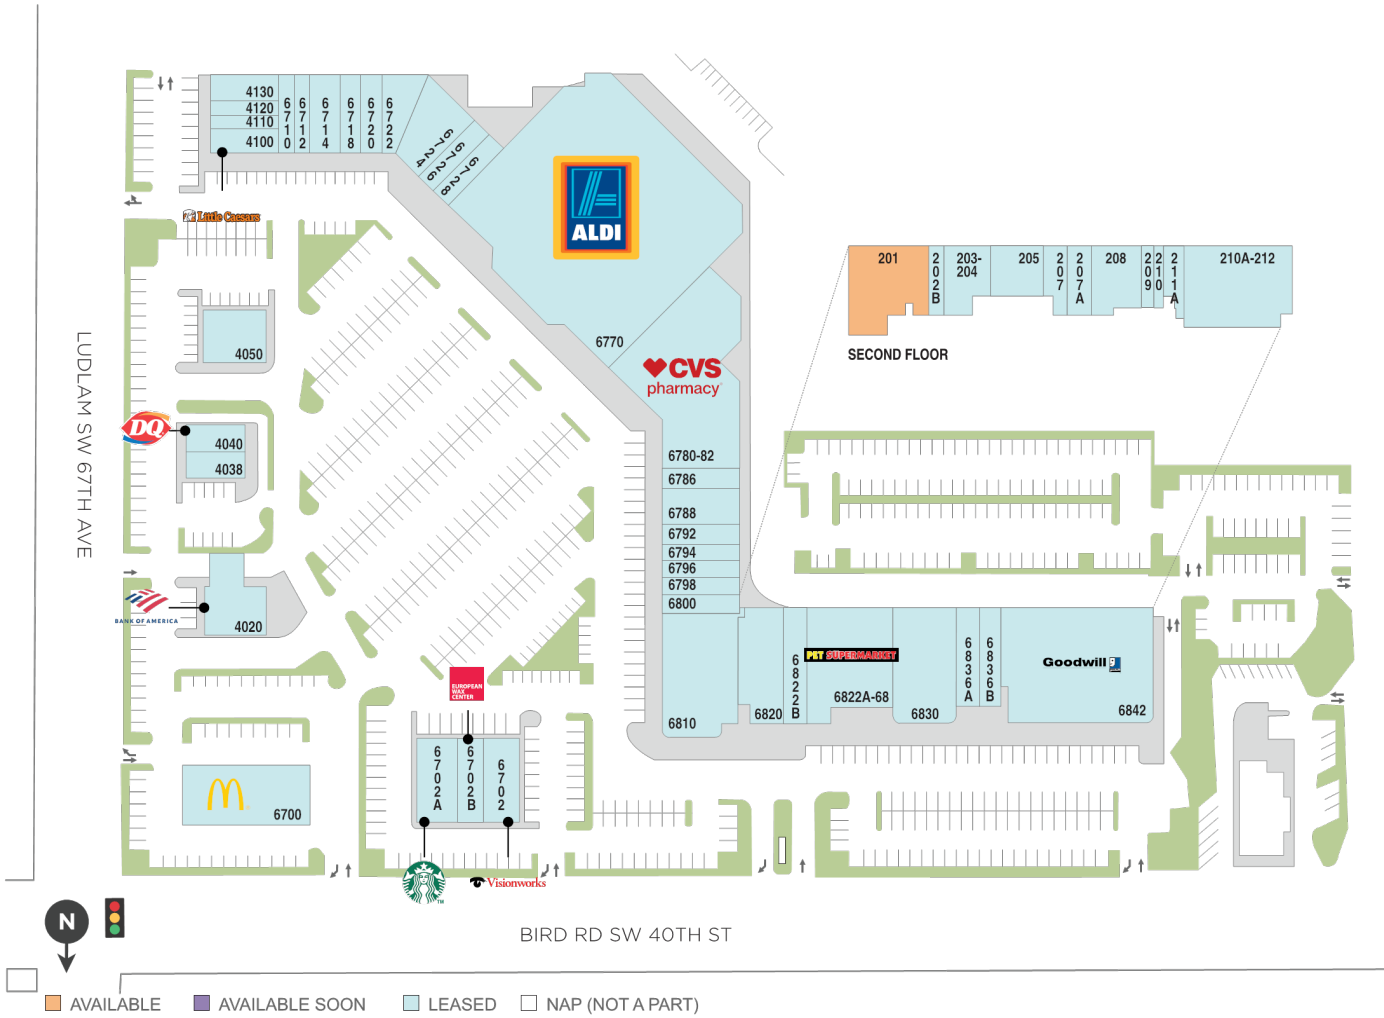 4130
4120
4110
4100
6710
6712
6714
6718
6720
6722
6724
6726
6728
Little Caesars
ALDI
6770
CVS
pharmacy
4050
DQ
4040
4038
BANK OF AMERICA
4020
LUDLAM SW 67TH AVE
201
202B
203-
204
205
207
207A
208
209
210
211A
210A-212
SECOND FLOOR
6780-82
6786
6788
6792
6794
6796
6798
6800
6810
6820
6822B
PET SUPERMARKET
6822A-68
6830
6836A
6836B
Goodwill
6842
EUROPEAN
WAX
CENTER
6702A
6702B
6702
6700
TM
Visionworks
N
BIRD RD SW 40TH ST
AVAILABLE
AVAILABLE SOON
LEASED
NAP (NOT A PART)